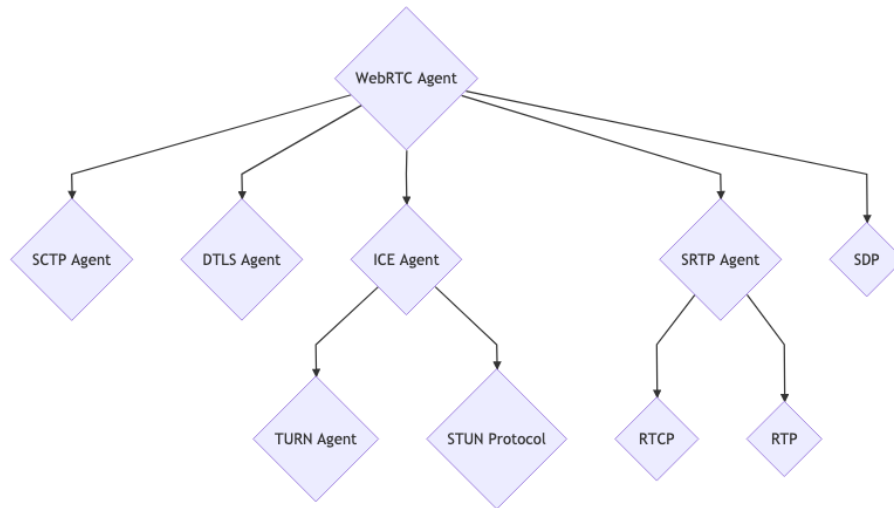 WebRTC Agent
SCTP Agent
DTLS Agent
ICE Agent
SRTP Agent
SDP
TURN Agent
STUN Protocol
RTCP
RTP